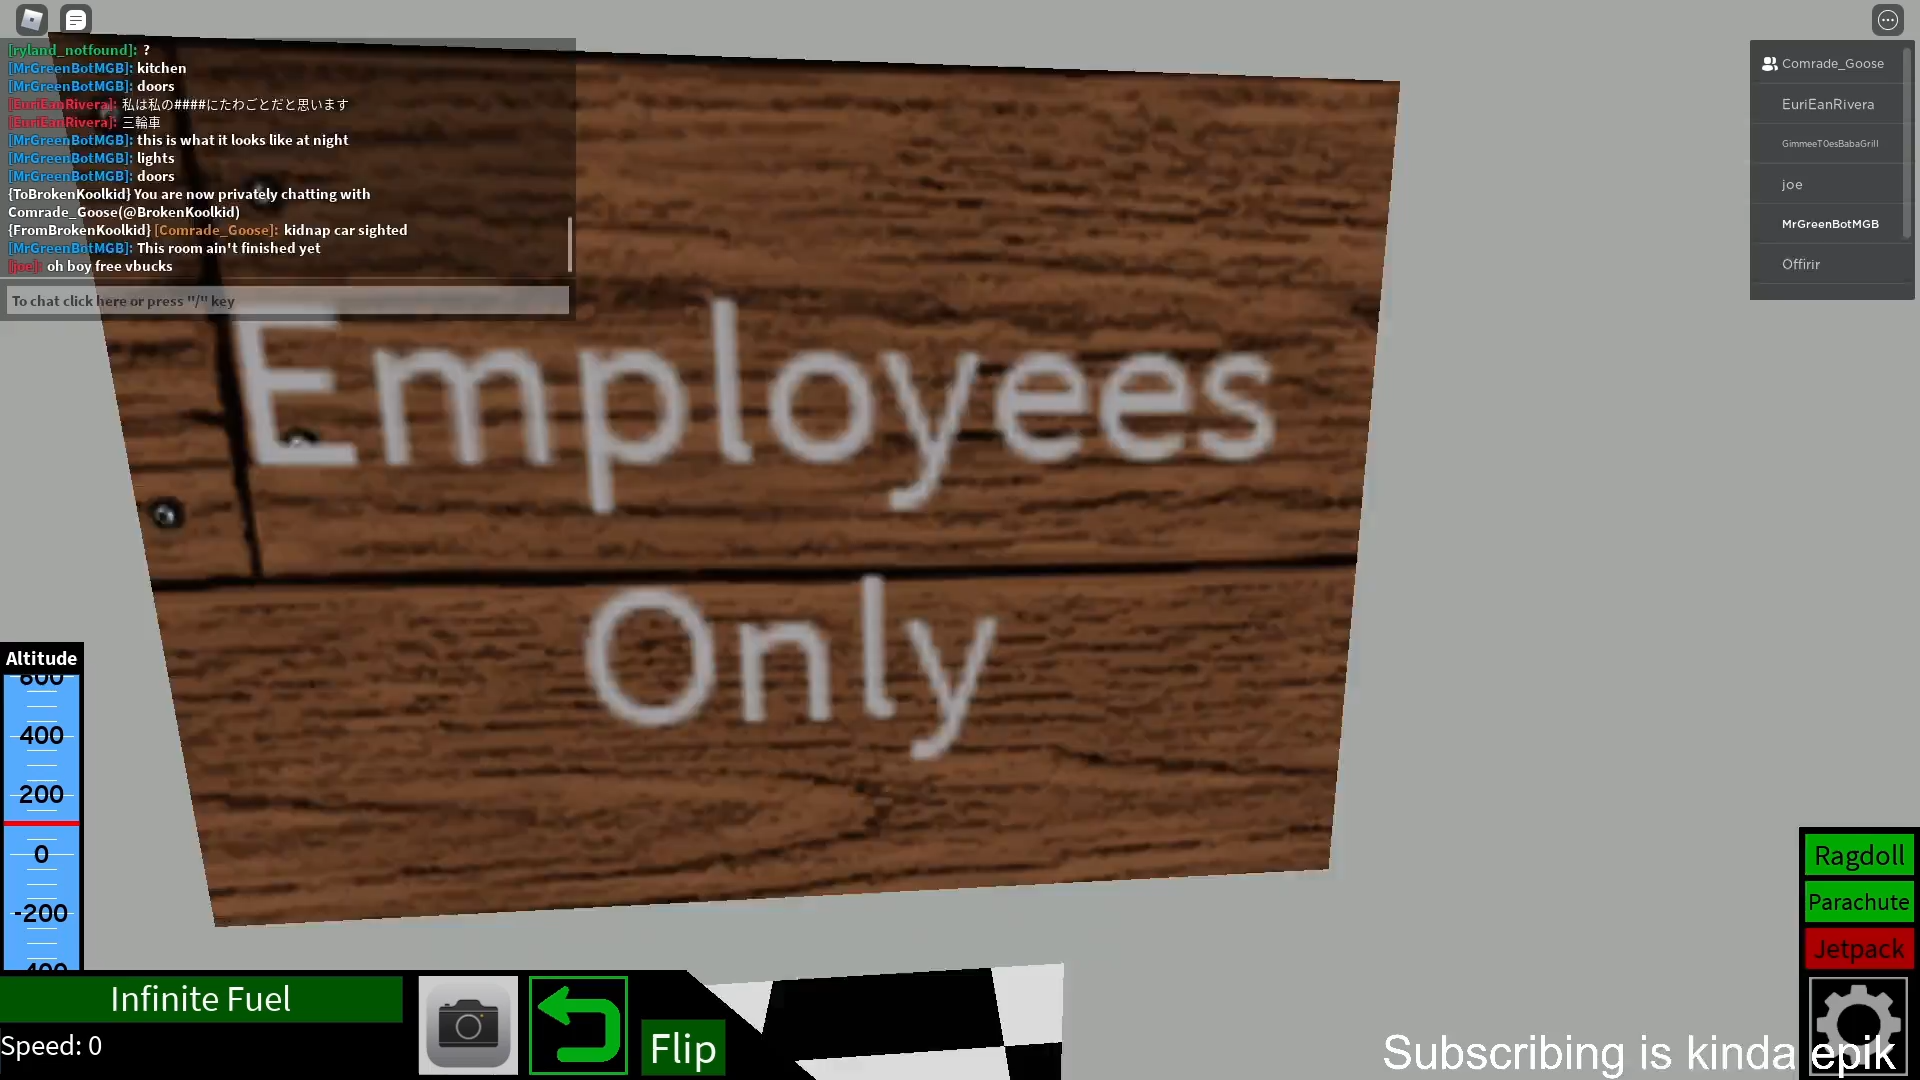 [ryland_notfound]: ?
[MrGreenBotMGB]: kitchen
[MrGreenBotMGB]: doors
[EuriEanRivera]: 私は私の####にたわごとだと思います
[EuriEanRivera]: 三輪車
[MrGreenBotMGB]: this is what it looks like at night
[MrGreenBotMGB]: lights
[MrGreenBotMGB]: doors
{ToBrokenKoolkid} You are now privately chatting with
Comrade_Goose(@BrokenKoolkid)
{FromBrokenKoolkid} [Comrade_Goose]: kidnap car sighted
[MrGreenBotMGB]: This room ain't finished yet
[joe]: oh boy free vbucks
To chat click here or press "/" key
Comrade_Goose
EuriEanRivera
GimmeeT0esBabaGrill
joe
MrGreenBotMGB
Offirir
Employees
Only
Altitude
600
400
200
0
-200
-400
Infinite Fuel
Speed: 0
Flip
Ragdoll
Parachute
Jetpack
Subscribing is kinda epik